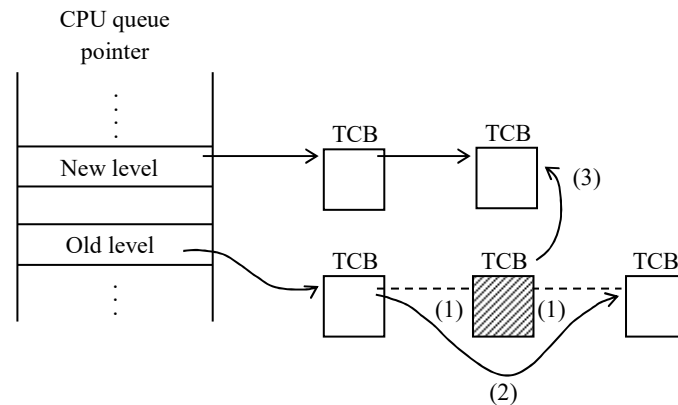 CPU queue
pointer
TCB TCB
New level
(3)
Old level
TCB TCB TCB
(1) (1)
(2)